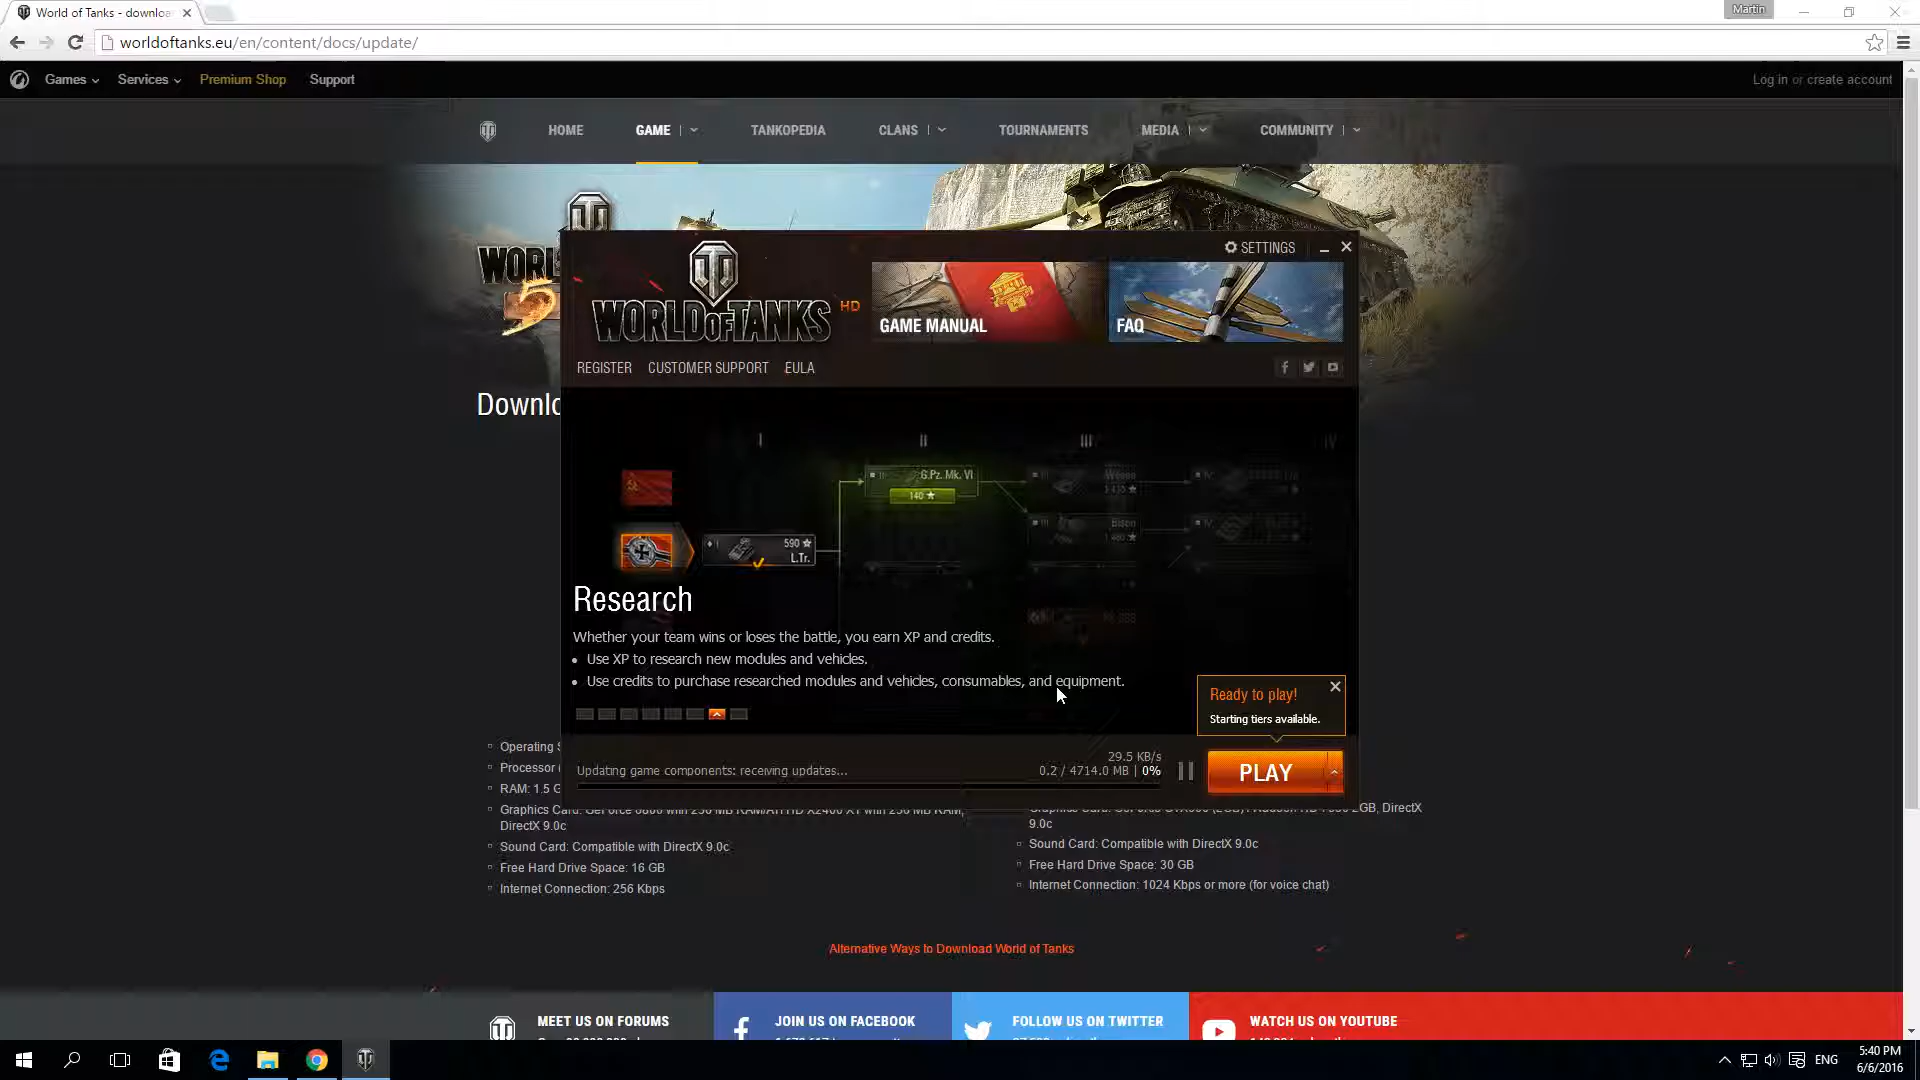 World of Tanks - downloa
Martin
worldoftanks.eu/en/content/docs/update/
Games
Services
Premium Shop
Support
Log in or create account
HOME
GAME
TANKOPEDIA
CLANS
TOURNAMENTS
MEDIA
COMMUNITY
SETTINGS
WORLD OF TANKS
HD
GAME MANUAL
FAQ
REGISTER
CUSTOMER SUPPORT
EULA
Downlo
I
II
III
IV
G.Pz. Mk. VI
140
590
L.Tr.
Bison
Research
Whether your team wins or loses the battle, you earn XP and credits.
Use XP to research new modules and vehicles.
Use credits to purchase researched modules and vehicles, consumables, and equipment.
Ready to play!
Starting tiers available.
Updating game components: receiving updates...
29.5 KB/s
0.2 / 4714.0 MB | 0%
PLAY
Operating S
Processor
RAM: 1.5 G
DirectX 9.0c
Sound Card: Compatible with DirectX 9.0c
Free Hard Drive Space: 16 GB
Internet Connection: 256 Kbps
2GB, DirectX
9.0c
Sound Card: Compatible with DirectX 9.0c
Free Hard Drive Space: 30 GB
Internet Connection: 1024 Kbps or more (for voice chat)
Alternative Ways to Download World of Tanks
MEET US ON FORUMS
JOIN US ON FACEBOOK
FOLLOW US ON TWITTER
WATCH US ON YOUTUBE
ENG
5:40 PM
6/6/2016